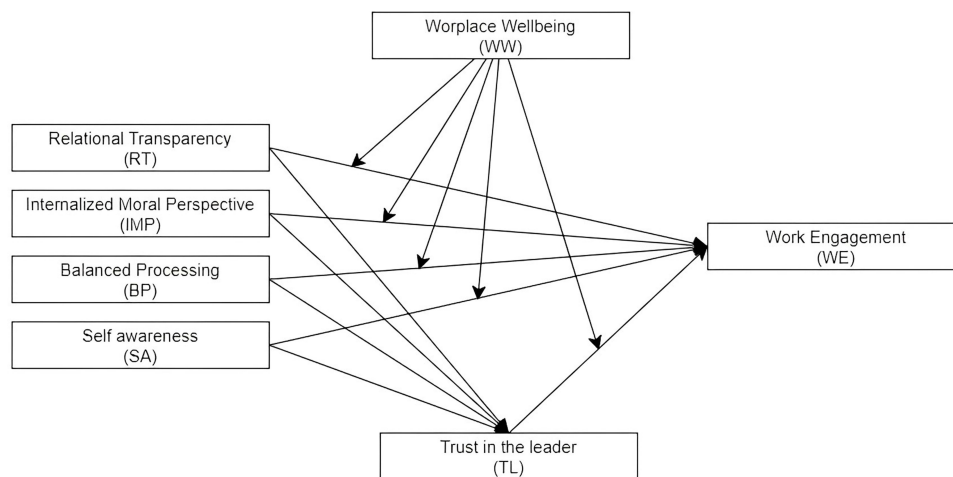 Worplace Wellbeing
(WW)
Relational Transparency
(RT)
Internalized Moral Perspective
(IMP)
Balanced Processing
(BP)
Self awareness
(SA)
Work Engagement
(WE)
Trust in the leader
(TL)